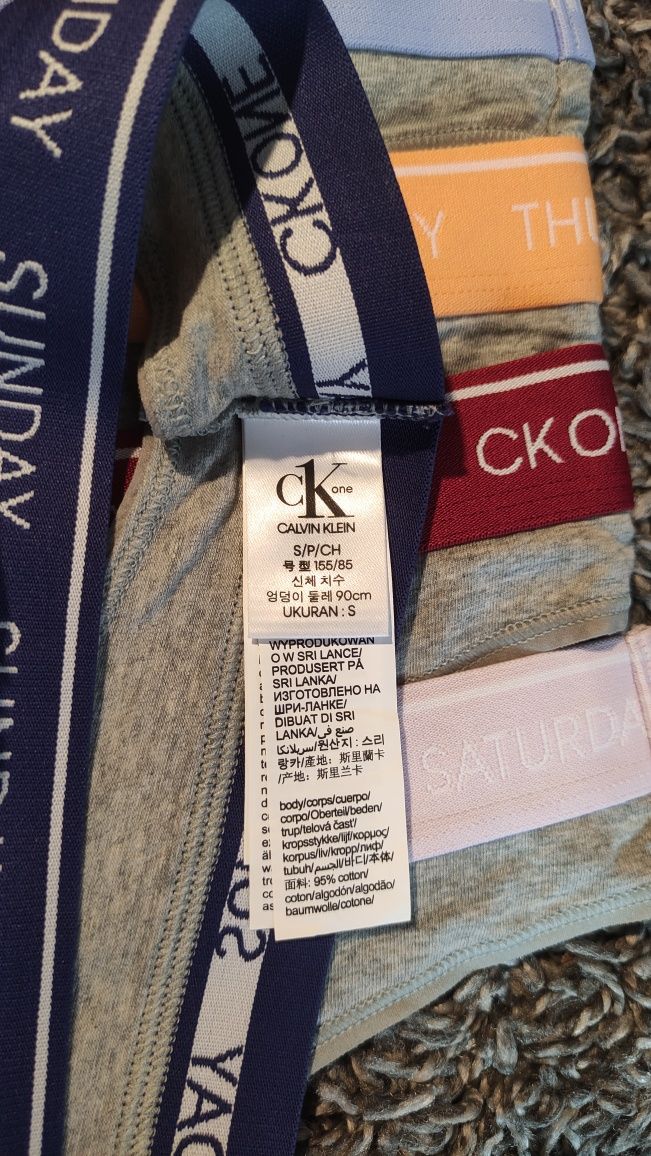 SUNDAY
SUNDAY
CKONE
CKONE
THU
CK
SATURDA
CK one
CALVIN KLEIN
S/P/CH
号型 155/85
신체 치수
엉덩이 둘레 90cm
UKURAN : S
WYPRODUKOWAN
O W SRI LANCE/
PRODUSERT PÅ
SRI LANKA/
ИЗГОТОВЛЕНО НА
ШРИ-ЛАНКЕ/
DIBUAT DI SRI
LANKA/صنع في
سريلانكا/원산지 : 스리
랑카/產地: 斯里蘭卡
/产地: 斯里兰卡
body/corps/cuerpo/
corpo/Oberteil/beden/
trup/telová časť/
kropsstykke/lijf/κορμος/
korpus/liv/kropp/лиф/
tubuh/الجسم/바디/本体/
面料: 95% cotton/
coton/algodón/algodão/
baumwolle/cotone/